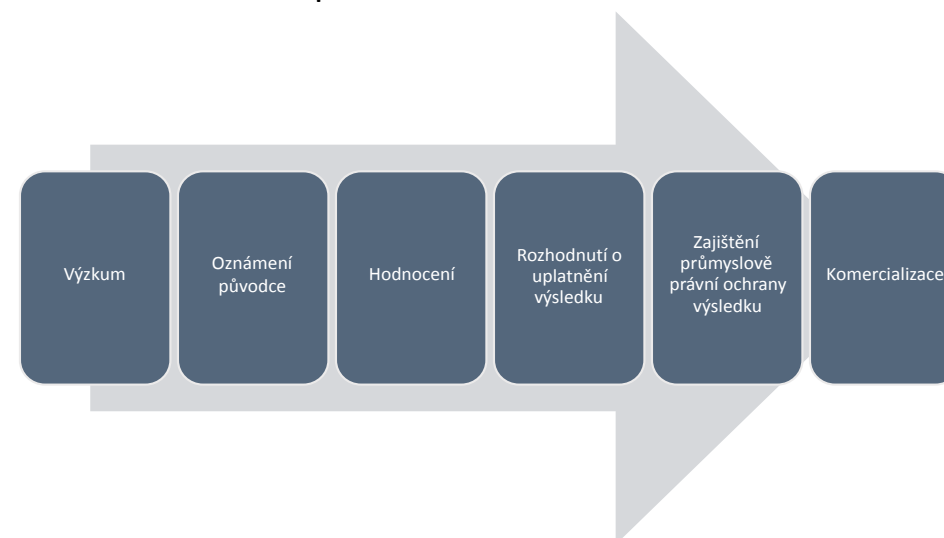 Výzkum
Oznámení
původce
Hodnocení
Rozhodnutí o
uplatnění
výsledku
Zajištění
průmyslově
právní ochrany
výsledku
Komercializace